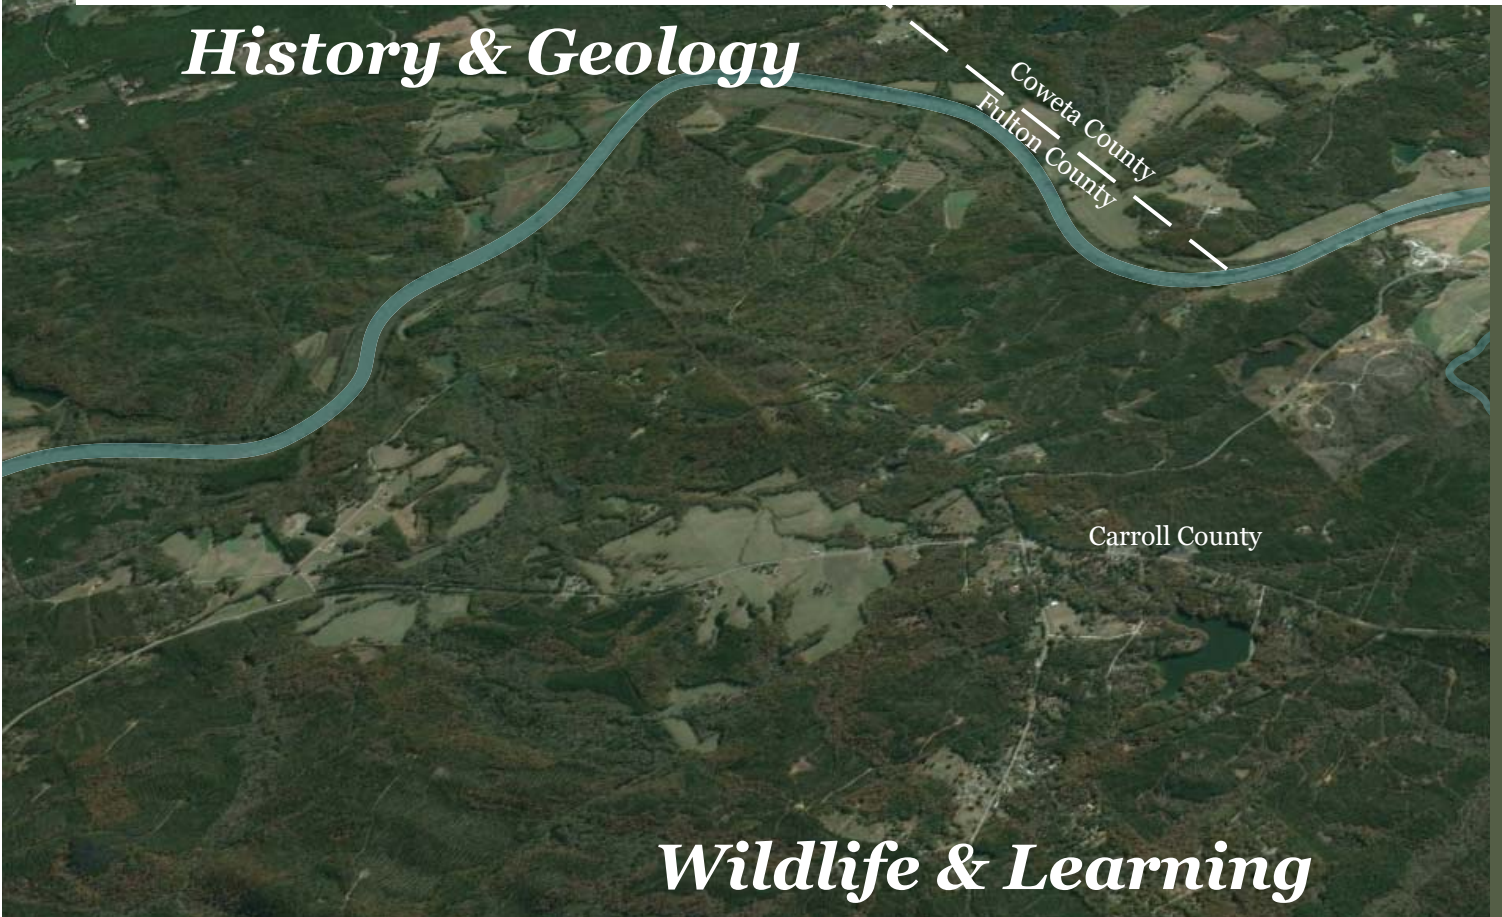 History & Geology
Coweta County
Fulton County
Carroll County
Wildlife & Learning